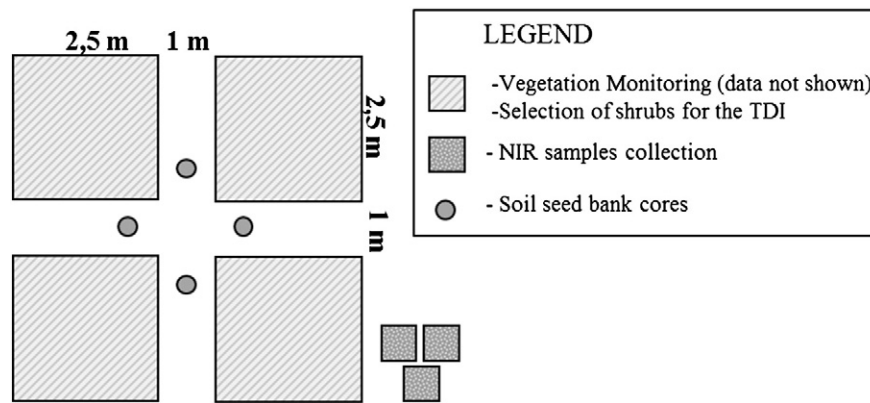 2,5 m 1 m
2,5 m
1 m
LEGEND
-Vegetation Monitoring (data not shown)
-Selection of shrubs for the TDI
- NIR samples collection
- Soil seed bank cores